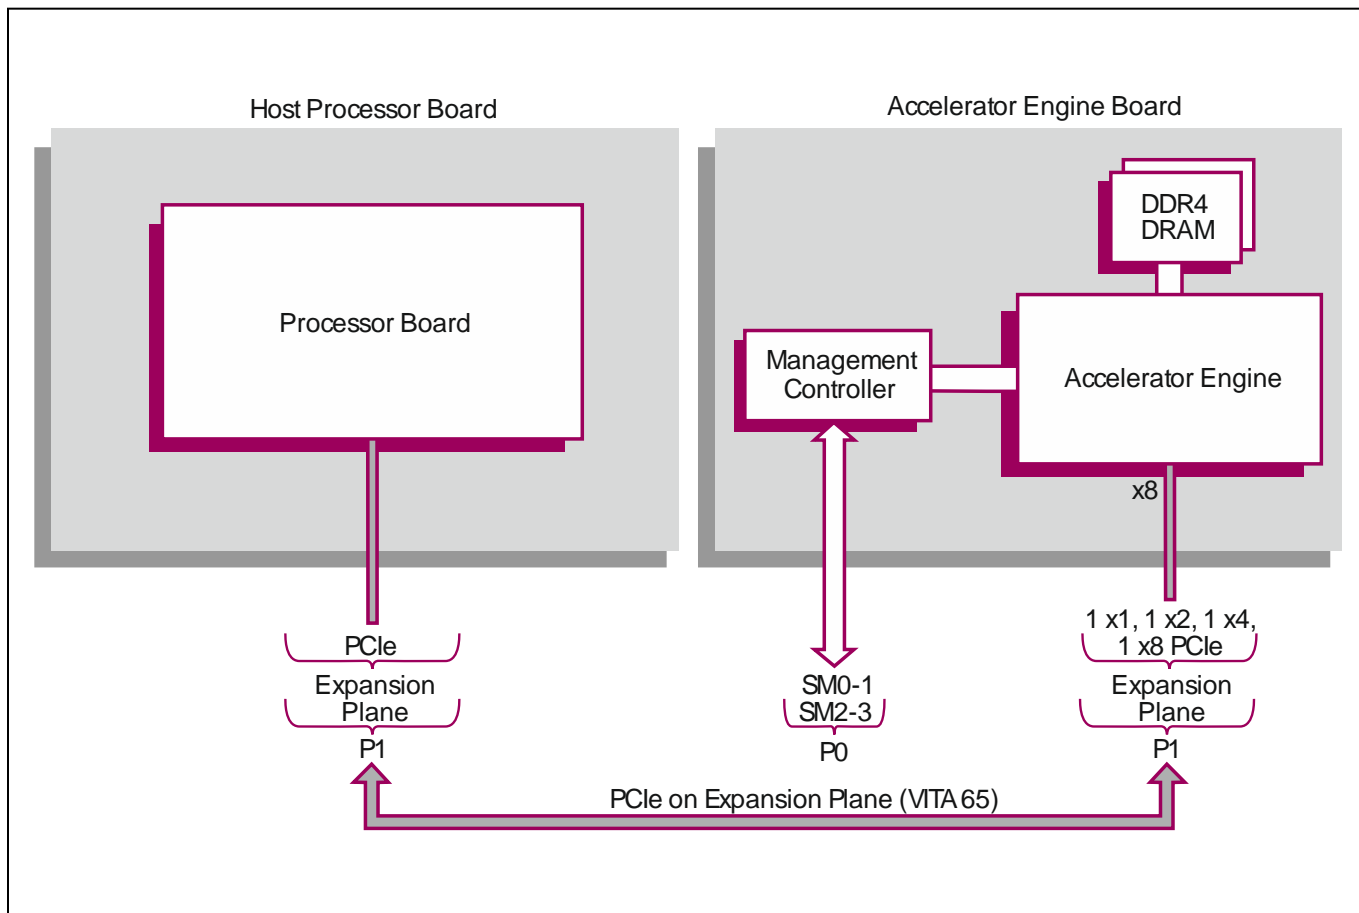 Host Processor Board
Accelerator Engine Board
DDR4
DRAM
Processor Board
Management
Controller
Accelerator Engine
x8
PCIe
Expansion
Plane
P1
SM0-1
SM2-3
P0
1 x1, 1 x2, 1 x4,
1 x8 PCIe
Expansion
Plane
P1
PCIe on Expansion Plane (VITA 65)